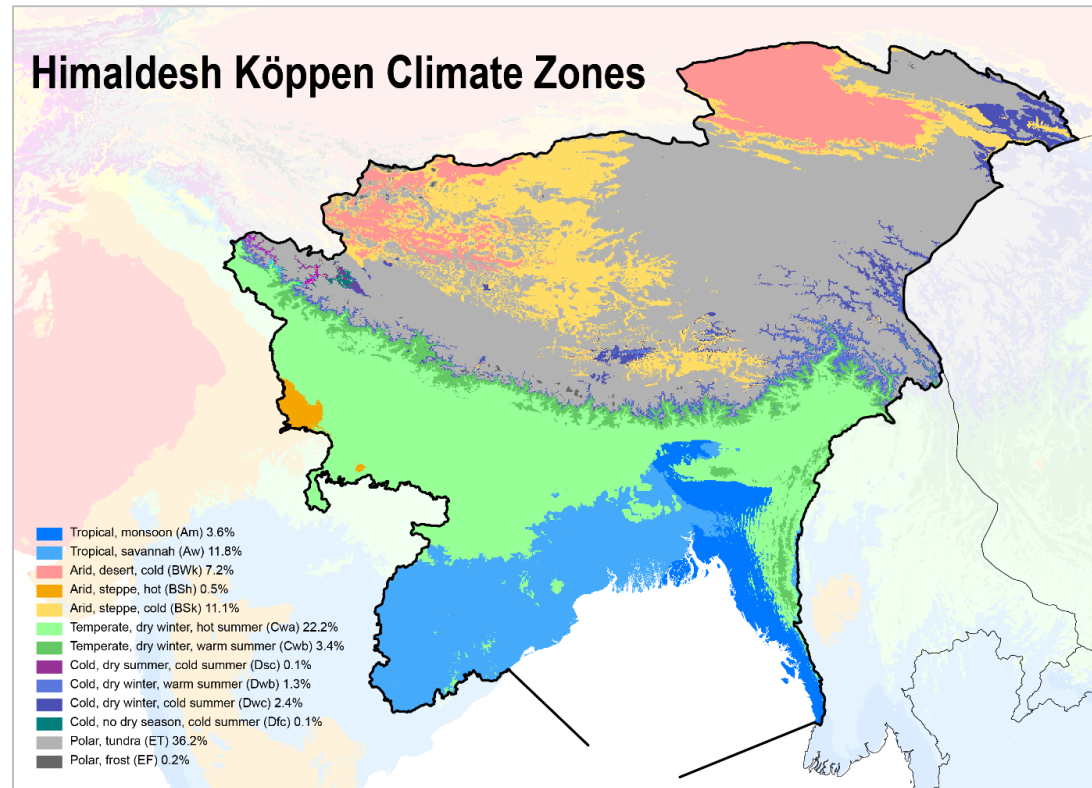 Himaldesh Köppen Climate Zones
Tropical, monsoon (Am) 3.6%
Tropical, savannah (Aw) 11.8%
Arid, desert, cold (BWk) 7.2%
Arid, steppe, hot (BSh) 0.5%
Arid, steppe, cold (BSk) 11.1%
Temperate, dry winter, hot summer (Cwa) 22.2%
Temperate, dry winter, warm summer (Cwb) 3.4%
Cold, dry summer, cold summer (Dsc) 0.1%
Cold, dry winter, warm summer (Dwb) 1.3%
Cold, dry winter, cold summer (Dwc) 2.4%
Cold, no dry season, cold summer (Dfc) 0.1%
Polar, tundra (ET) 36.2%
Polar, frost (EF) 0.2%